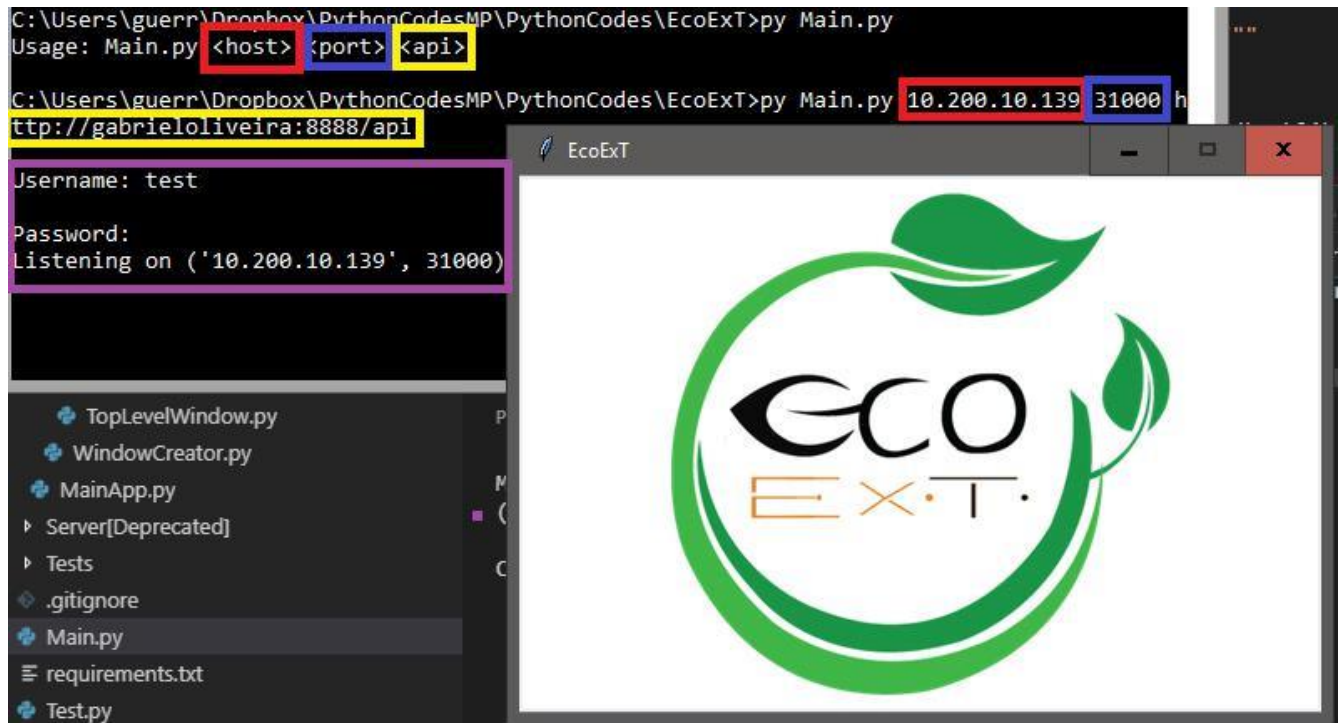 C:\Users\guerr\Dropbox\PythonCodesMP\PythonCodes\EcoExT>py Main.py
Usage: Main.py <host> <port> <api>
C:\Users\guerr\Dropbox\PythonCodesMP\PythonCodes\EcoExT>py Main.py 10.200.10.139 31000 h
ttp://gabrieloliveira:8888/api
Username: test
Password:
Listening on ('10.200.10.139', 31000)
EcoExT
eco
Ex.T.
TopLevelWindow.py
WindowCreator.py
MainApp.py
Server[Deprecated]
Tests
.gitignore
Main.py
requirements.txt
Test.py